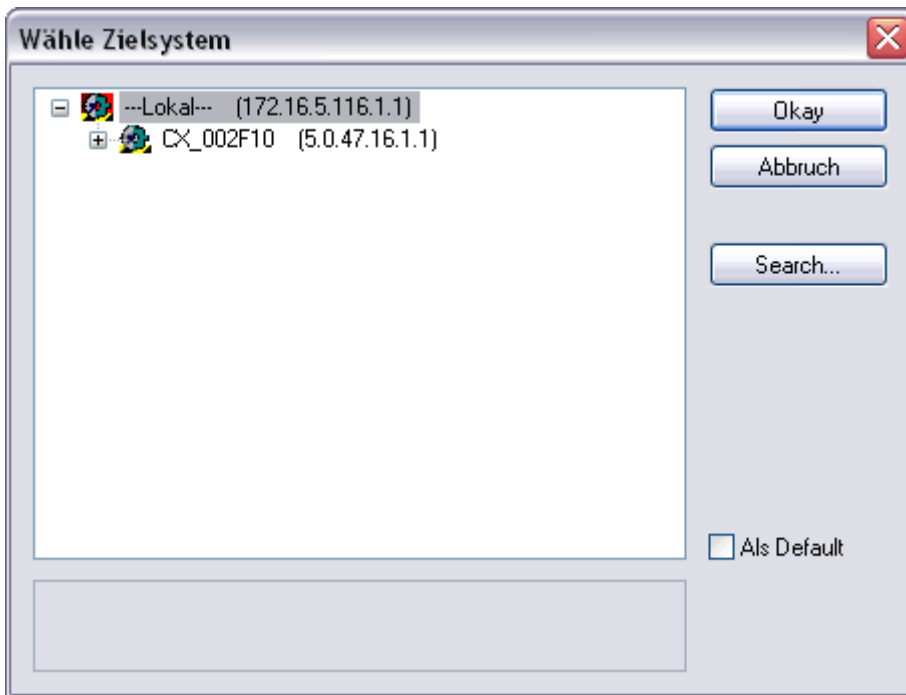 Wähle Zielsystem
---Lokal--- (172.16.5.116.1.1)
CX_002F10 (5.0.47.16.1.1)
Okay
Abbruch
Search...
Als Default